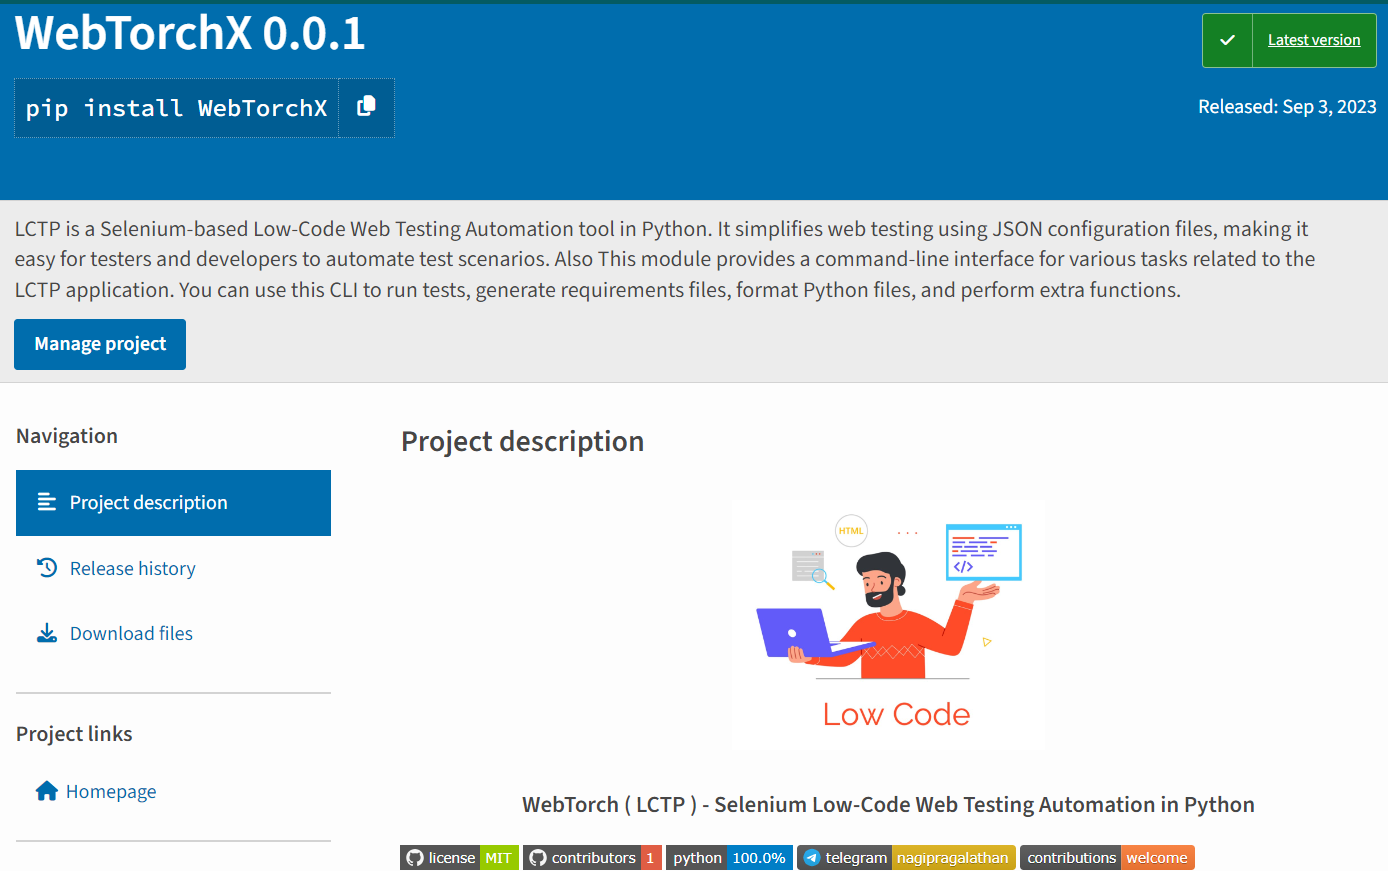 WebTorchX 0.0.1
Latest version
pip install WebTorchX
Released: Sep 3, 2023
LCTP is a Selenium-based Low-Code Web Testing Automation tool in Python. It simplifies web testing using JSON configuration files, making it
easy for testers and developers to automate test scenarios. Also This module provides a command-line interface for various tasks related to the
LCTP application. You can use this CLI to run tests, generate requirements files, format Python files, and perform extra functions.
Manage project
Navigation
Project description
Release history
Download files
Project links
Homepage
Project description
HTML
</>
Low Code
WebTorch ( LCTP ) - Selenium Low-Code Web Testing Automation in Python
license MIT contributors 1 python 100.0% telegram nagipragalathan contributions welcome